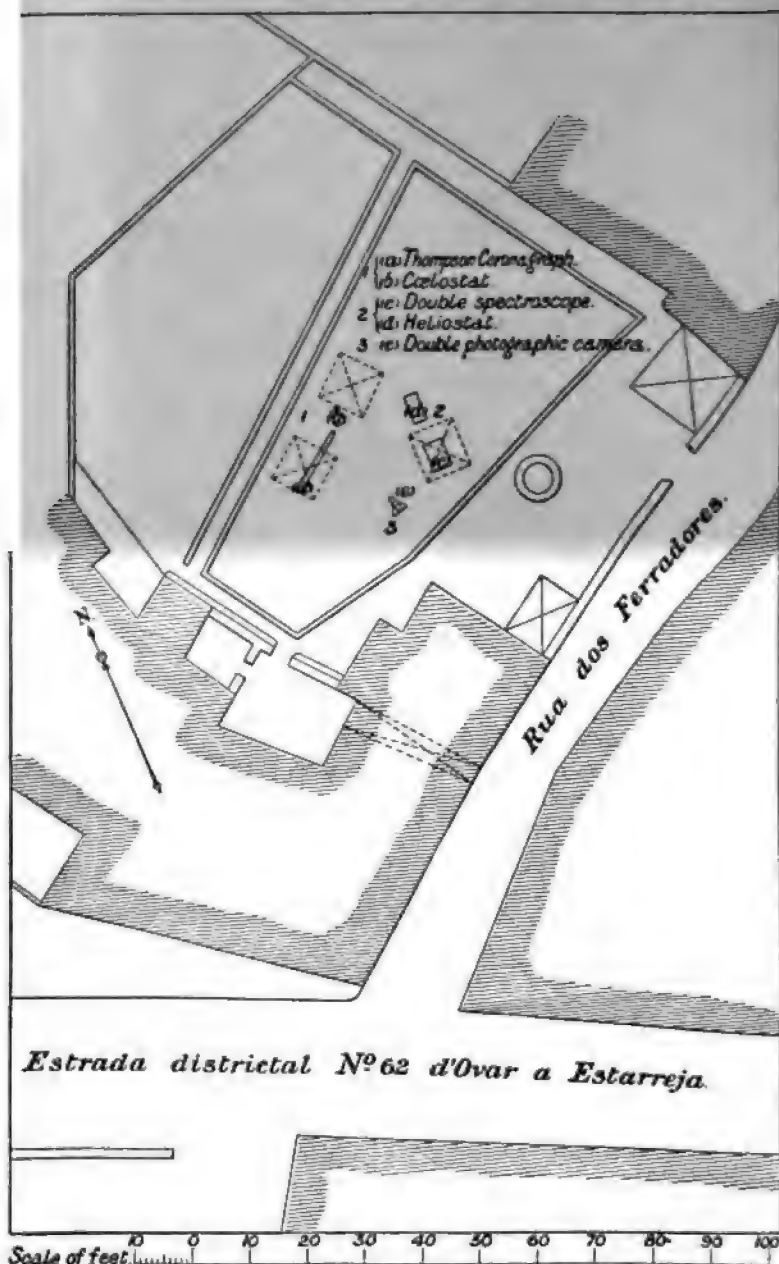 1 (a) Thompson Coronagraph.
(b) Cœlostat.
2 (c) Double spectroscope.
(d) Heliostat.
3 (e) Double photographic camera.
1
(b)
(d) 2
(e)
3
N
Rua dos Ferradores.
Estrada districtal Nº 62 d'Ovar a Estarreja.
Scale of feet
10 0 10 20 30 40 50 60 70 80 90 100